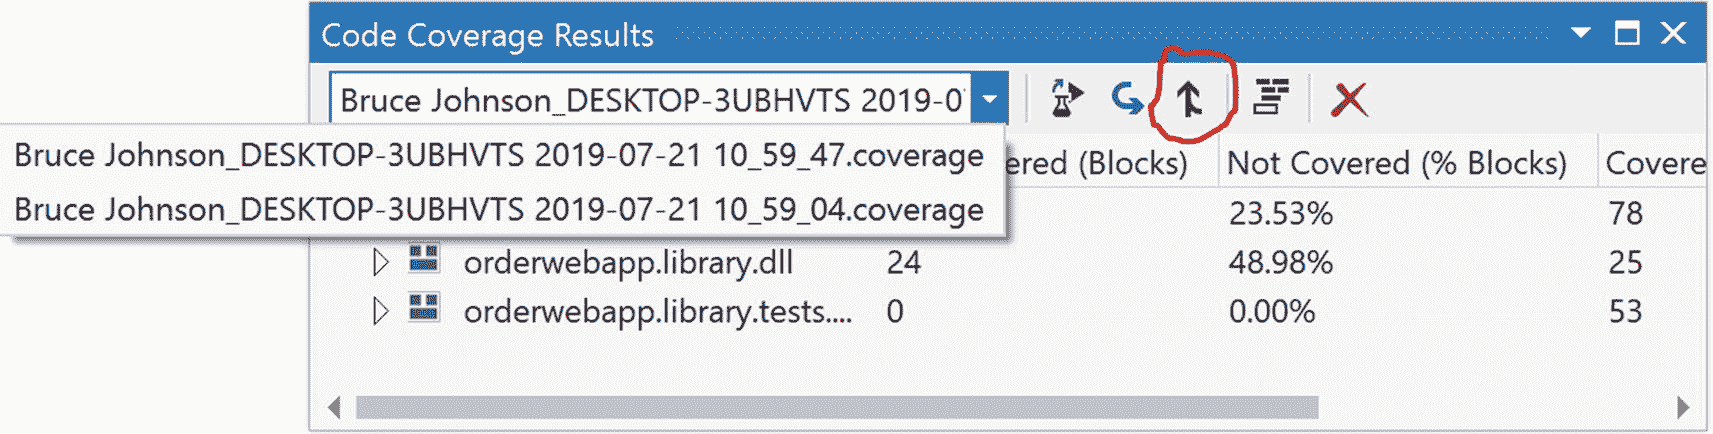 Code Coverage Results
Bruce Johnson_DESKTOP-3UBHVTS 2019-0
Bruce Johnson_DESKTOP-3UBHVTS 2019-07-21 10_59_47.coverage
Bruce Johnson_DESKTOP-3UBHVTS 2019-07-21 10_59_04.coverage
ered (Blocks) Not Covered (% Blocks) Covere
23.53% 78
orderwebapp.library.dll 24 48.98% 25
orderwebapp.library.tests.... 0 0.00% 53